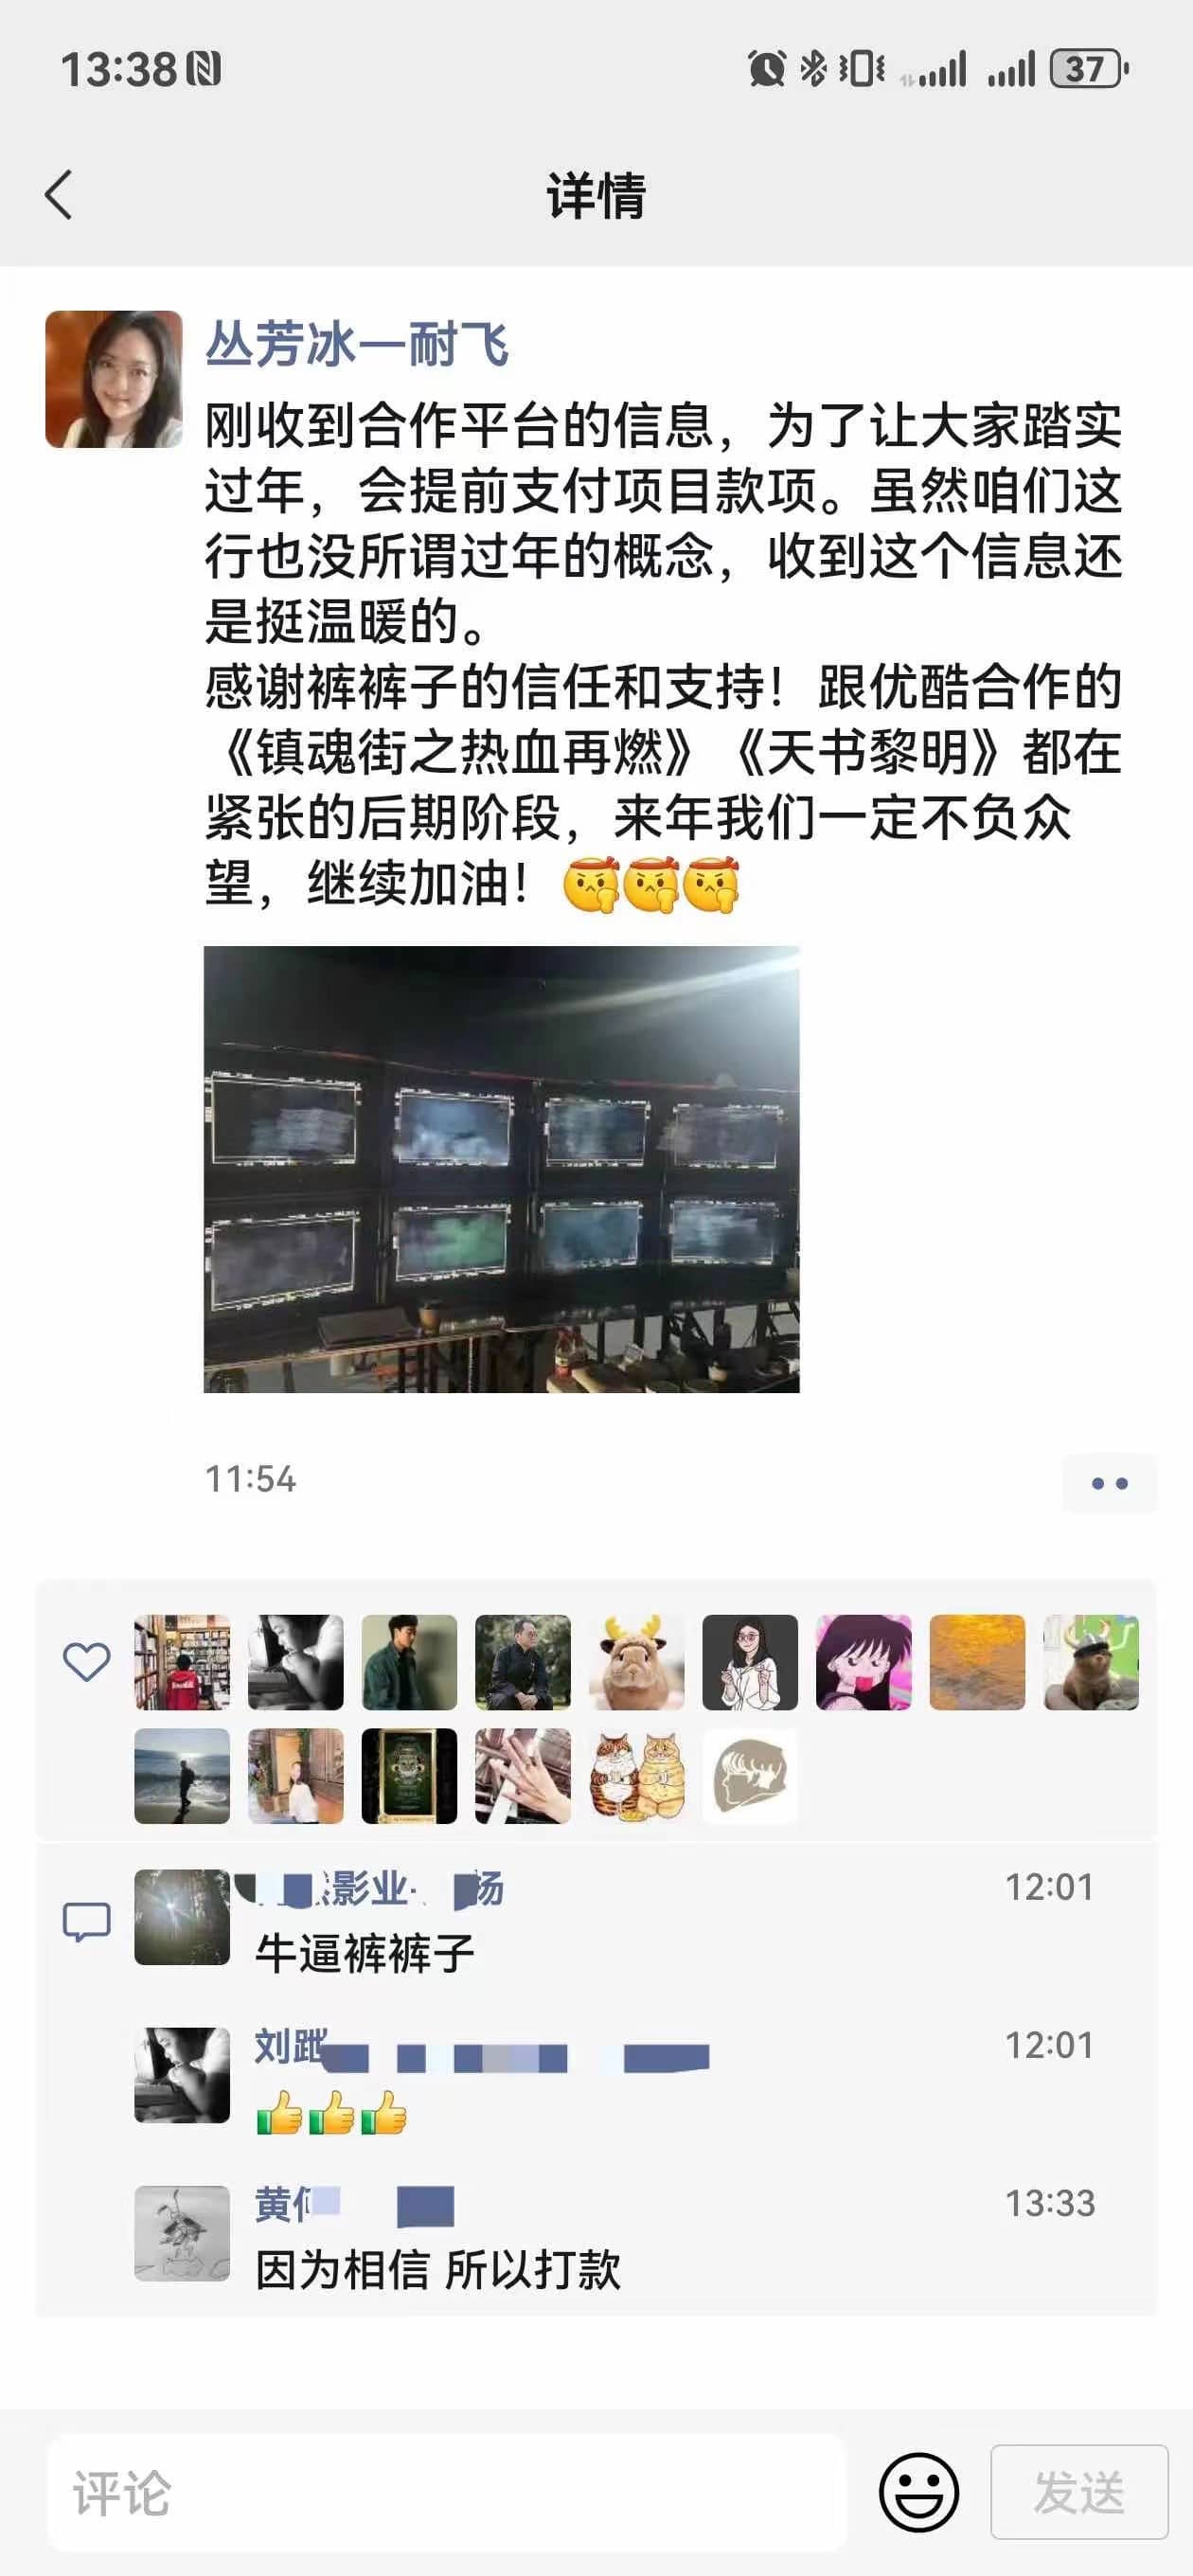 13:38
37
详情
丛芳冰—耐飞
刚收到合作平台的信息，为了让大家踏实
过年，会提前支付项目款项。虽然咱们这
行也没所谓过年的概念，收到这个信息还
是挺温暖的。
感谢裤裤子的信任和支持！跟优酷合作的
《镇魂街之热血再燃》《天书黎明》都在
紧张的后期阶段，来年我们一定不负众
望，继续加油！
11:54
影业· 扬
12:01
牛逼裤裤子
刘
12:01
黄
13:33
因为相信 所以打款
评论
发送